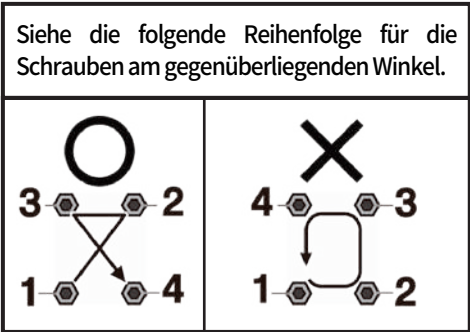 Siehe die folgende Reihenfolge für die
Schrauben am gegenüberliegenden Winkel.
3 2
1 4
4 3
1 2